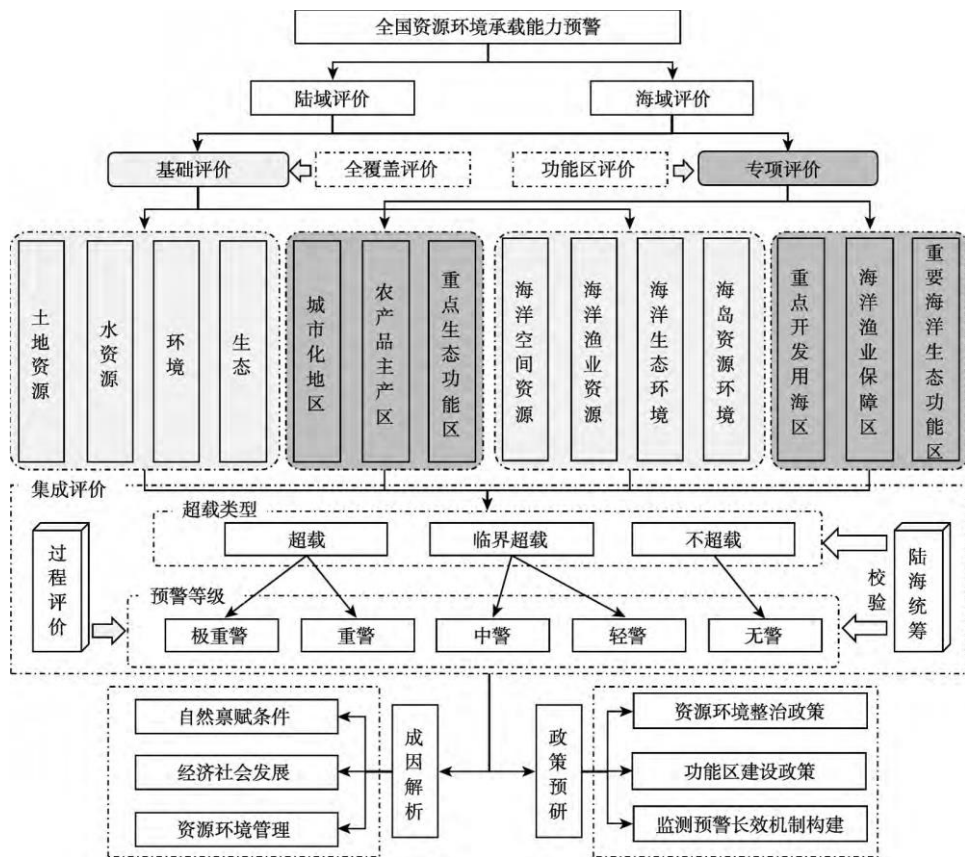 全国资源环境承载能力预警
陆域评价
海域评价
基础评价
全覆盖评价
功能区评价
专项评价
土地资源
水资源
环境
生态
城市化地区
农产品主产区
重点生态功能区
海洋空间资源
海洋渔业资源
海洋生态环境
海岛资源环境
重点开发用海区
海洋渔业保障区
重要海洋生态功能区
集成评价
超载类型
超载
临界超载
不超载
过程评价
陆海统筹
校验
预警等级
极重警
重警
中警
轻警
无警
自然禀赋条件
经济社会发展
资源环境管理
成因解析
政策预研
资源环境整治政策
功能区建设政策
监测预警长效机制构建